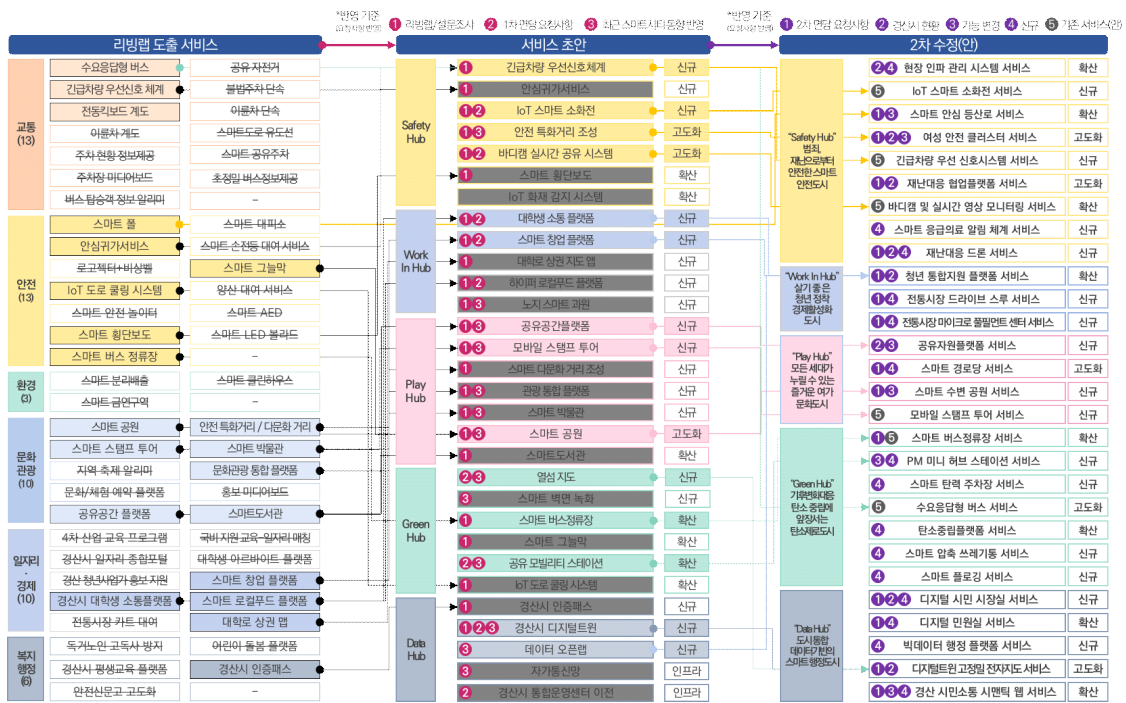 *반영 기준
(요청사항 반영)
1 리빙랩/설문조사 2 1차 면담 요청사항 3 최근 스마트시티 동향 반영
*반영 기준
(요청사항 반영)
1 2차 면담 요청사항 2 경산시 현황 3 기능 변경 4 신규 5 기존 서비스(안)
리빙랩 도출 서비스
교통
(13)
수요응답형 버스
공유 자전거
긴급차량 우선신호 체계
불법주차 단속
전동킥보드 계도
이륜차 단속
이륜차 계도
스마트도로 유도선
주차 현황 정보제공
스마트 공유주차
주차장 미디어보드
초정밀 버스정보제공
버스 탑승객 정보 알리미
-
안전
(13)
스마트 폴
스마트 대피소
안심귀가서비스
스마트 손전등 대여 서비스
로고젝터+비상벨
스마트 그늘막
IoT 도로 쿨링 시스템
양산 대여 서비스
스마트 안전 놀이터
스마트 AED
스마트 횡단보도
스마트 LED 볼라드
스마트 버스 정류장
-
환경
(3)
스마트 분리배출
스마트 클린하우스
스마트 금연구역
-
문화
관광
(10)
스마트 공원
안전 특화거리 / 다문화 거리
스마트 스탬프 투어
스마트 박물관
지역 축제 알리미
문화관광 통합 플랫폼
문화/체험 예약 플랫폼
홍보 미디어보드
공유공간 플랫폼
스마트도서관
일자리
·
경제
(10)
4차 산업 교육 프로그램
국비 지원 교육-일자리 매칭
경산시 일자리 종합포털
대학생 아르바이트 플랫폼
경산 청년사업가 홍보 지원
스마트 창업 플랫폼
경산시 대학생 소통플랫폼
스마트 로컬푸드 플랫폼
전통시장 카트 대여
대학로 상권 맵
복지
행정
(6)
독거노인 고독사 방지
어린이 돌봄 플랫폼
경산시 평생교육 플랫폼
경산시 인증패스
안전신문고 고도화
-
서비스 초안
Safety
Hub
1 긴급차량 우선신호체계 신규
1 안심귀가서비스 신규
1 2 IoT 스마트 소화전 신규
1 3 안전 특화거리 조성 고도화
1 2 바디캠 실시간 공유 시스템 고도화
1 스마트 횡단보도 확산
IoT 화재 감지 시스템 확산
Work
In Hub
1 2 대학생 소통 플랫폼 신규
1 2 스마트 창업 플랫폼 신규
1 대학로 상권 지도 앱 신규
1 2 하이퍼 로컬푸드 플랫폼 신규
1 3 노지 스마트 과원 신규
Play
Hub
1 3 공유공간플랫폼 신규
1 3 모바일 스탬프 투어 신규
1 스마트 다문화 거리 조성 신규
1 3 관광 통합 플랫폼 신규
1 3 스마트 박물관 신규
1 3 스마트 공원 고도화
1 스마트도서관 확산
Green
Hub
2 3 열섬 지도 신규
3 스마트 벽면 녹화 신규
1 스마트 버스정류장 확산
1 스마트 그늘막 신규
2 3 공유 모빌리티 스테이션 확산
1 IoT 도로 쿨링 시스템 확산
Data
Hub
1 경산시 인증패스 신규
1 2 3 경산시 디지털트윈 신규
3 데이터 오픈랩 신규
3 자가통신망 인프라
2 경산시 통합운영센터 이전 인프라
2차 수정(안)
"Safety Hub"
범죄,
재난으로부터
안전한 스마트
안전도시
2 4 현장 인파 관리 시스템 서비스 확산
5 IoT 스마트 소화전 서비스 신규
1 3 스마트 안심 등산로 서비스 확산
1 2 3 여성 안전 클러스터 서비스 고도화
5 긴급차량 우선 신호시스템 서비스 신규
1 2 재난대응 협업플랫폼 서비스 고도화
5 바디캠 및 실시간 영상 모니터링 서비스 확산
4 스마트 응급의료 알림 체계 서비스 신규
1 2 4 재난대응 드론 서비스 신규
"Work In Hub"
살기 좋은
청년 정착
경제활성화
도시
1 2 청년 통합지원 플랫폼 서비스 확산
1 4 전통시장 드라이브 스루 서비스 신규
1 4 전통시장 마이크로 풀필먼트 센터 서비스 신규
"Play Hub"
모든 세대가
누릴 수 있는
즐거운 여가
문화도시
2 3 공유자원플랫폼 서비스 신규
1 4 스마트 경로당 서비스 고도화
1 3 스마트 수변 공원 서비스 신규
5 모바일 스탬프 투어 서비스 신규
"Green Hub"
기후변화대응
탄소 중립에
앞장서는
탄소제로도시
1 5 스마트 버스정류장 서비스 확산
3 4 PM 미니 허브 스테이션 서비스 신규
4 스마트 탄력 주차장 서비스 신규
5 수요응답형 버스 서비스 고도화
4 탄소중립플랫폼 서비스 확산
4 스마트 압축 쓰레기통 서비스 신규
4 스마트 플로깅 서비스 신규
"Data Hub"
도시 통합
데이터기반의
스마트 행정도시
1 2 4 디지털 시민 시장실 서비스 신규
1 4 디지털 민원실 서비스 확산
4 빅데이터 행정 플랫폼 서비스 신규
1 2 디지털트윈 고정밀 전자지도 서비스 고도화
1 3 4 경산 시민소통 시맨틱 웹 서비스 확산